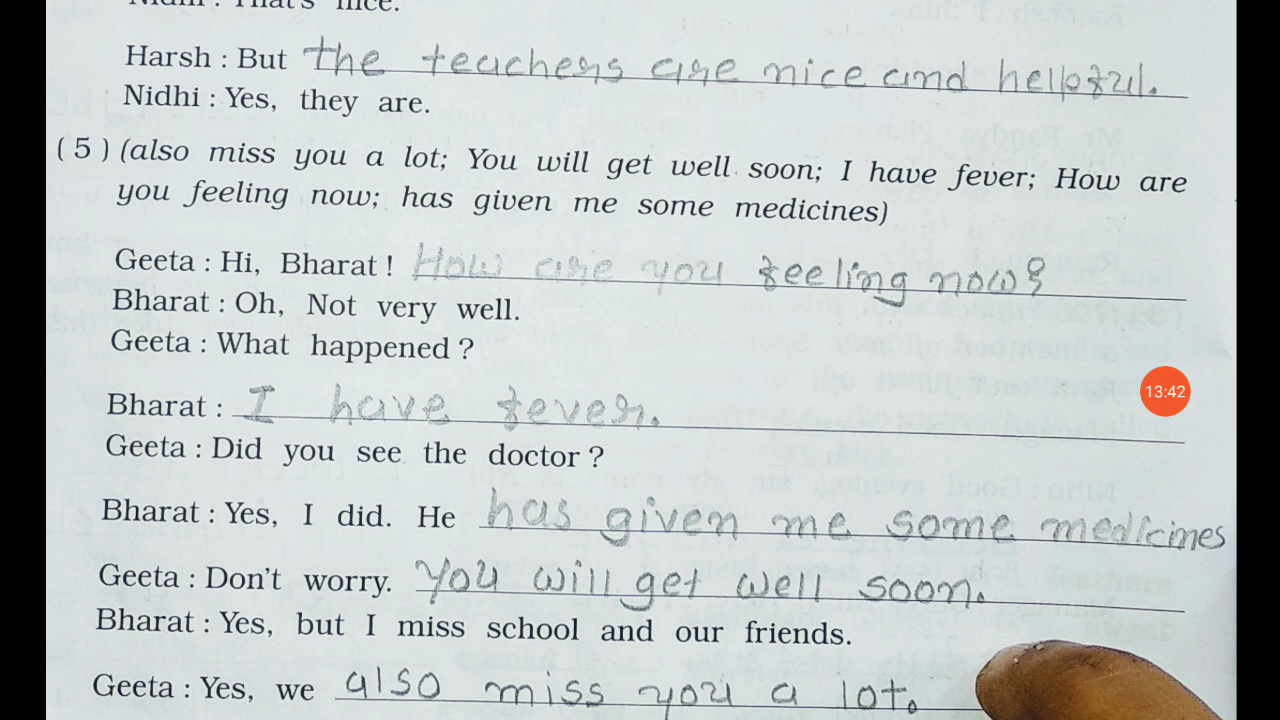 Nidhi : That's nice.
Harsh : But the teachers are nice and helpful.
Nidhi : Yes, they are.
( 5 ) (also miss you a lot; You will get well soon; I have fever; How are
you feeling now; has given me some medicines)
Geeta : Hi, Bharat ! How are you feeling now?
Bharat : Oh, Not very well.
Geeta : What happened ?
Bharat : I have fever.
13:42
Geeta : Did you see the doctor ?
Bharat : Yes, I did. He has given me some medicines
Geeta : Don't worry. You will get well soon.
Bharat : Yes, but I miss school and our friends.
Geeta : Yes, we also miss you a lot.